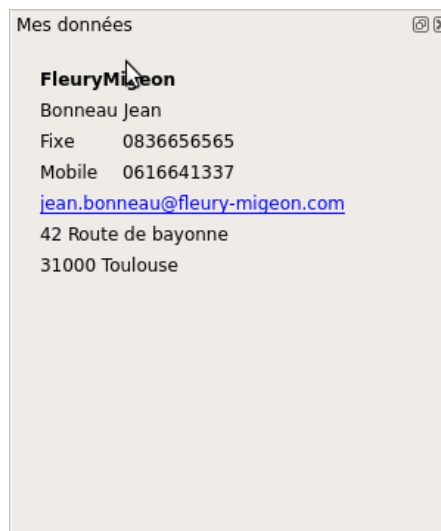 Mes données
FleuryMigeon
Bonneau Jean
Fixe 0836656565
Mobile 0616641337
jean.bonneau@fleury-migeon.com
42 Route de bayonne
31000 Toulouse